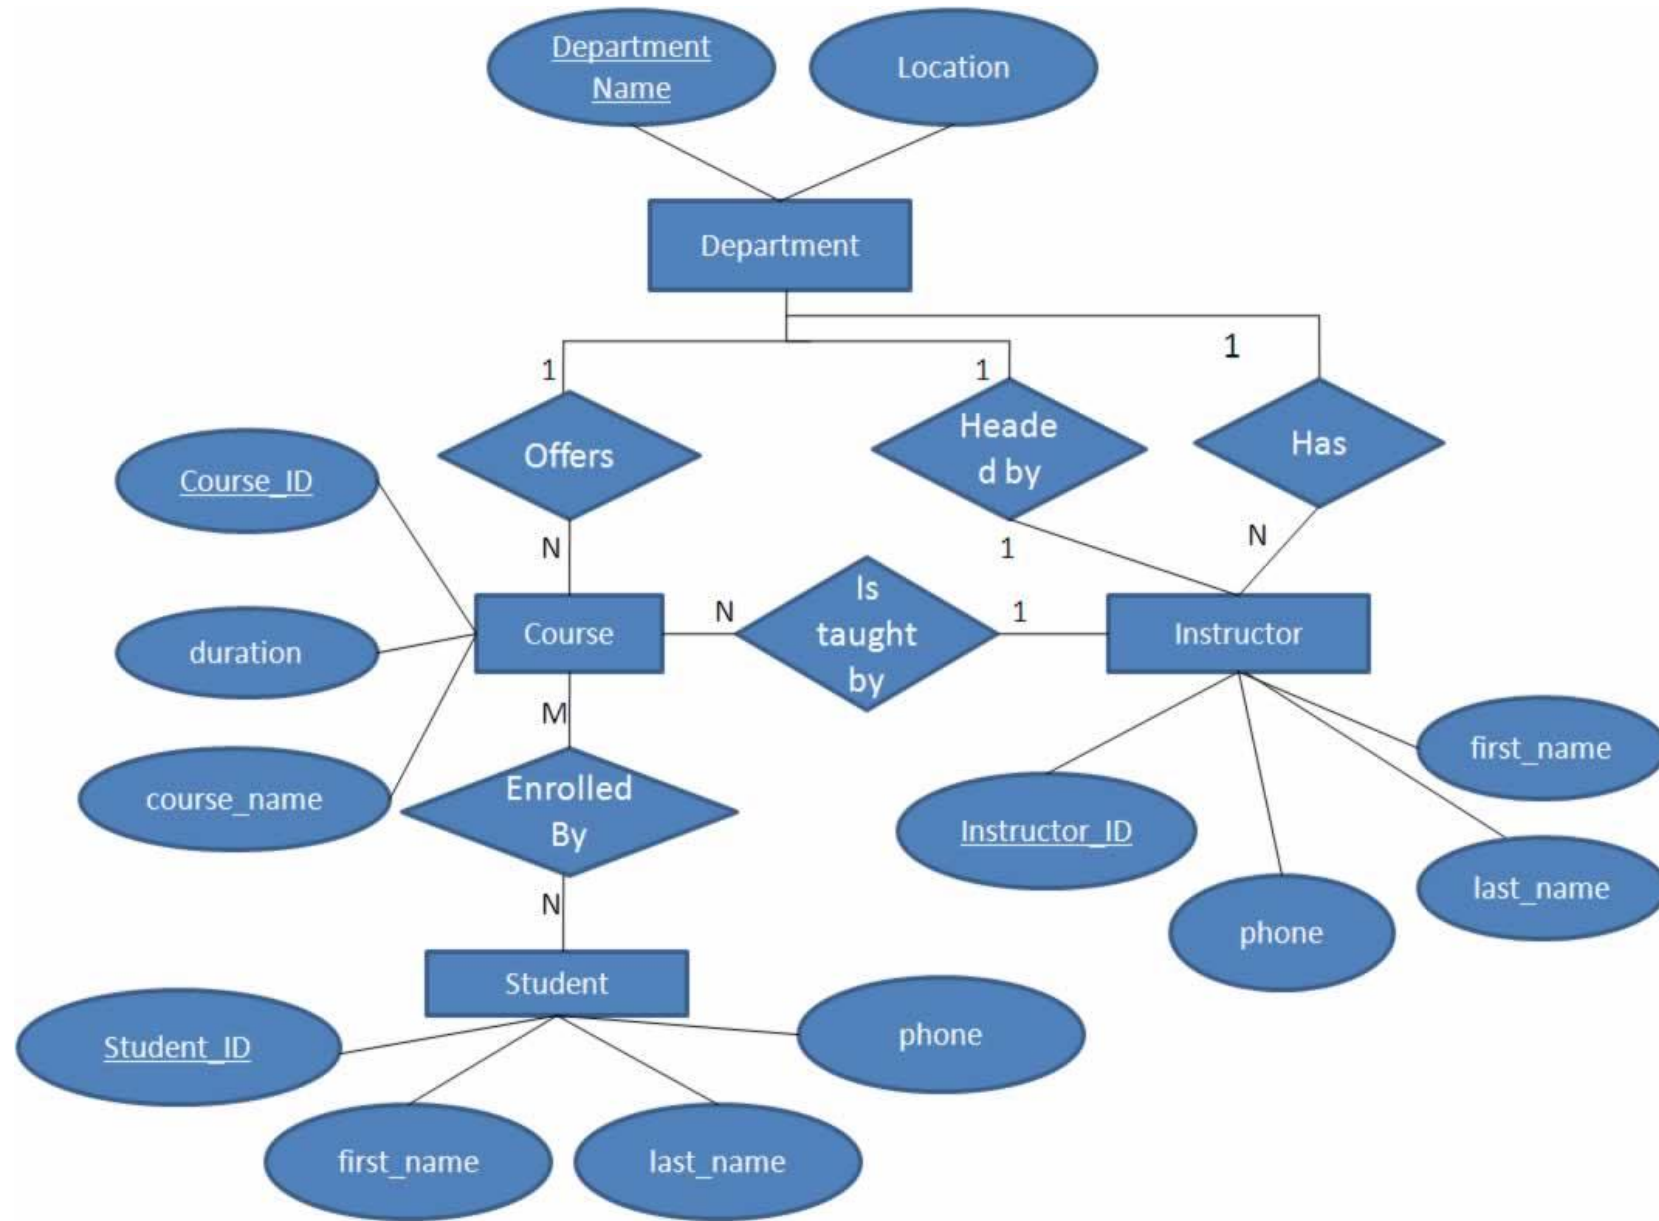 Department
Name
Location
Department
1
1
1
Offers
Heade
d by
Has
Course_ID
N
1
N
duration
Course
N
Is
taught
by
1
Instructor
M
course_name
Enrolled
By
first_name
Instructor_ID
last_name
N
phone
Student
Student_ID
phone
first_name
last_name